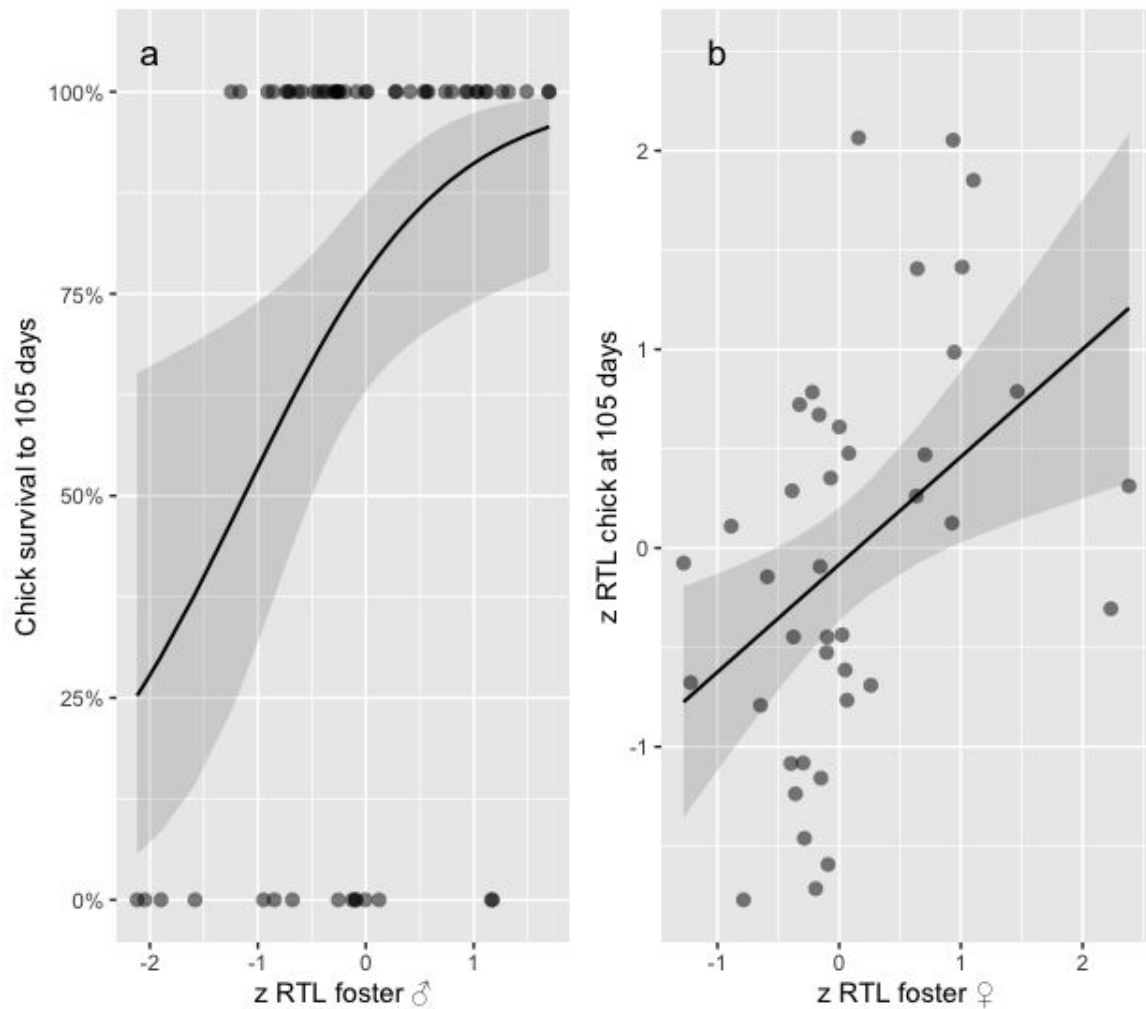 a
100%
75%
50%
25%
0%
-2 -1 0 1
Chick survival to 105 days
z RTL foster ♂
b
2
1
0
-1
-1 0 1 2
z RTL chick at 105 days
z RTL foster ♀